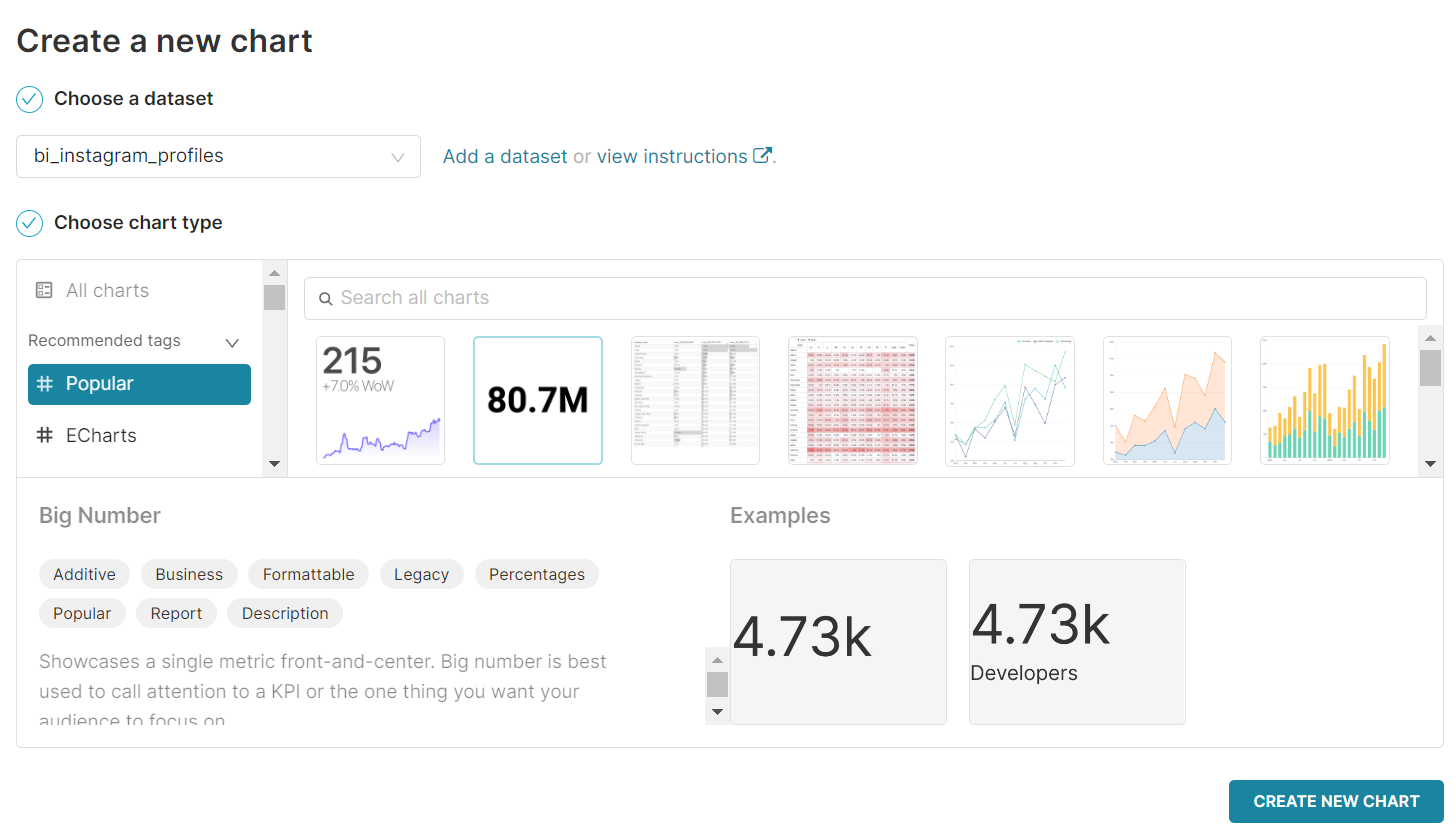 Create a new chart
Choose a dataset
bi_instagram_profiles
Add a dataset or view instructions.
Choose chart type
All charts
Recommended tags
# Popular
# ECharts
Search all charts
215
+7.0% WoW
80.7M
Big Number
Additive Business Formattable Legacy Percentages
Popular Report Description
Showcases a single metric front-and-center. Big number is best
used to call attention to a KPI or the one thing you want your
audience to focus on.
Examples
4.73k
4.73k
Developers
CREATE NEW CHART